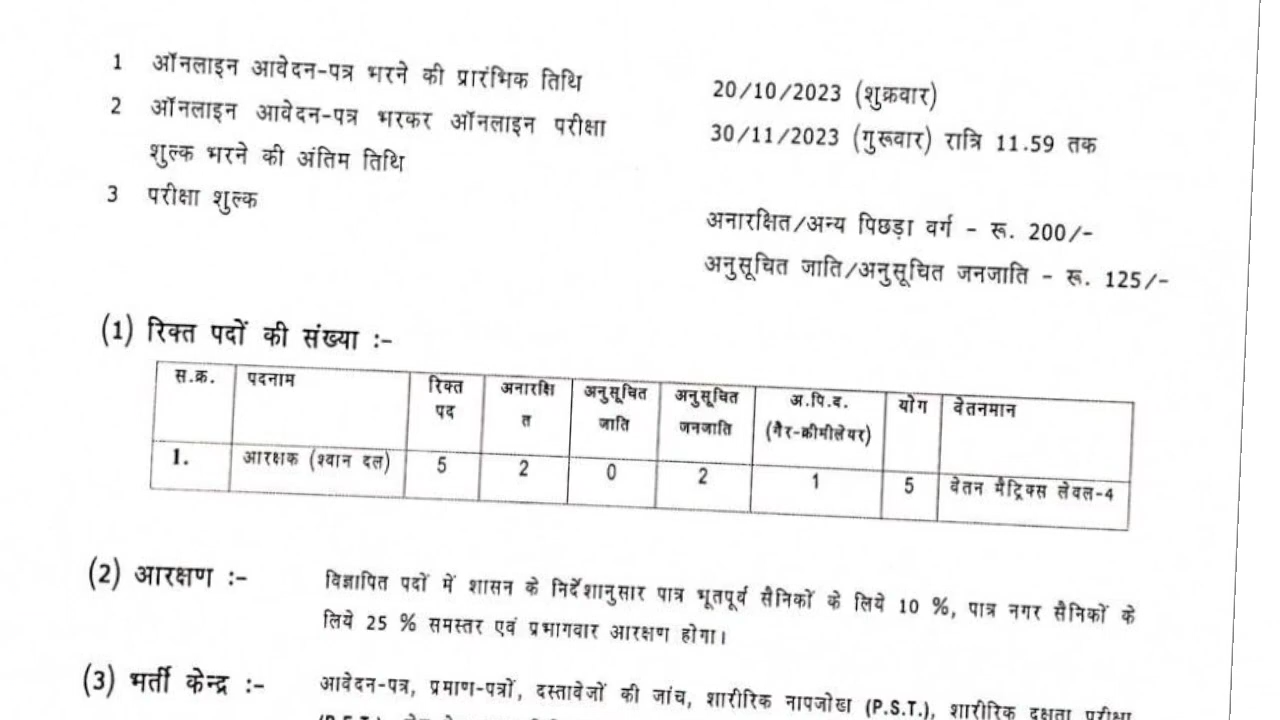 1 ऑनलाइन आवेदन-पत्र भरने की प्रारंभिक तिथि 20/10/2023 (शुक्रवार)
2 ऑनलाइन आवेदन-पत्र भरकर ऑनलाइन परीक्षा 30/11/2023 (गुरूवार) रात्रि 11.59 तक
शुल्क भरने की अंतिम तिथि
3 परीक्षा शुल्क
अनारक्षित/अन्य पिछड़ा वर्ग - रू. 200/-
अनुसूचित जाति/अनुसूचित जनजाति - रू. 125/-
(1) रिक्त पदों की संख्या :-
स.क्र. पदनाम रिक्त अनारक्षि अनुसूचित अनुसूचित अ.पि.व. योग वेतनमान
पद त जाति जनजाति (गैर-क्रीमीलेयर)
1. आरक्षक (श्वान दल) 5 2 0 2 1 5 वेतन मैट्रिक्स लेवल-4
(2) आरक्षण :- विज्ञापित पदों में शासन के निर्देशानुसार पात्र भूतपूर्व सैनिकों के लिये 10 %, पात्र नगर सैनिकों के
लिये 25 % समस्तर एवं प्रभागवार आरक्षण होगा।
(3) भर्ती केन्द्र :- आवेदन-पत्र, प्रमाण-पत्रों, दस्तावेजों की जांच, शारीरिक नापजोख (P.S.T.), शारीरिक दक्षता परीक्षा